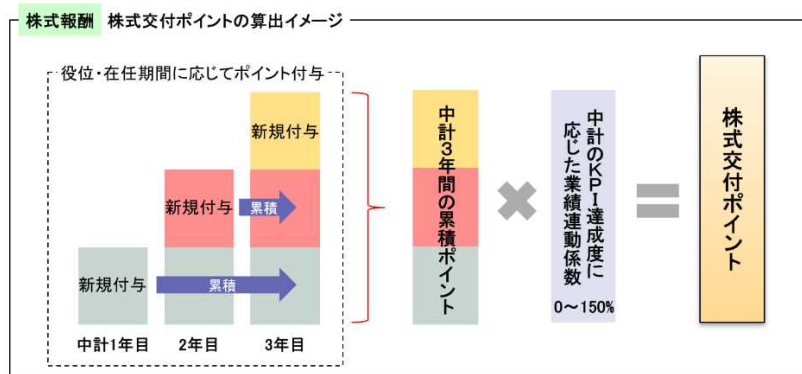 株式報酬 株式交付ポイントの算出イメージ
役位・在任期間に応じてポイント付与
新規付与
新規付与
累積
新規付与
累積
中計1年目
2年目
3年目
中計3年間の累積ポイント
中計のKPI達成度に
応じた業績連動係数
0～150%
株式交付ポイント